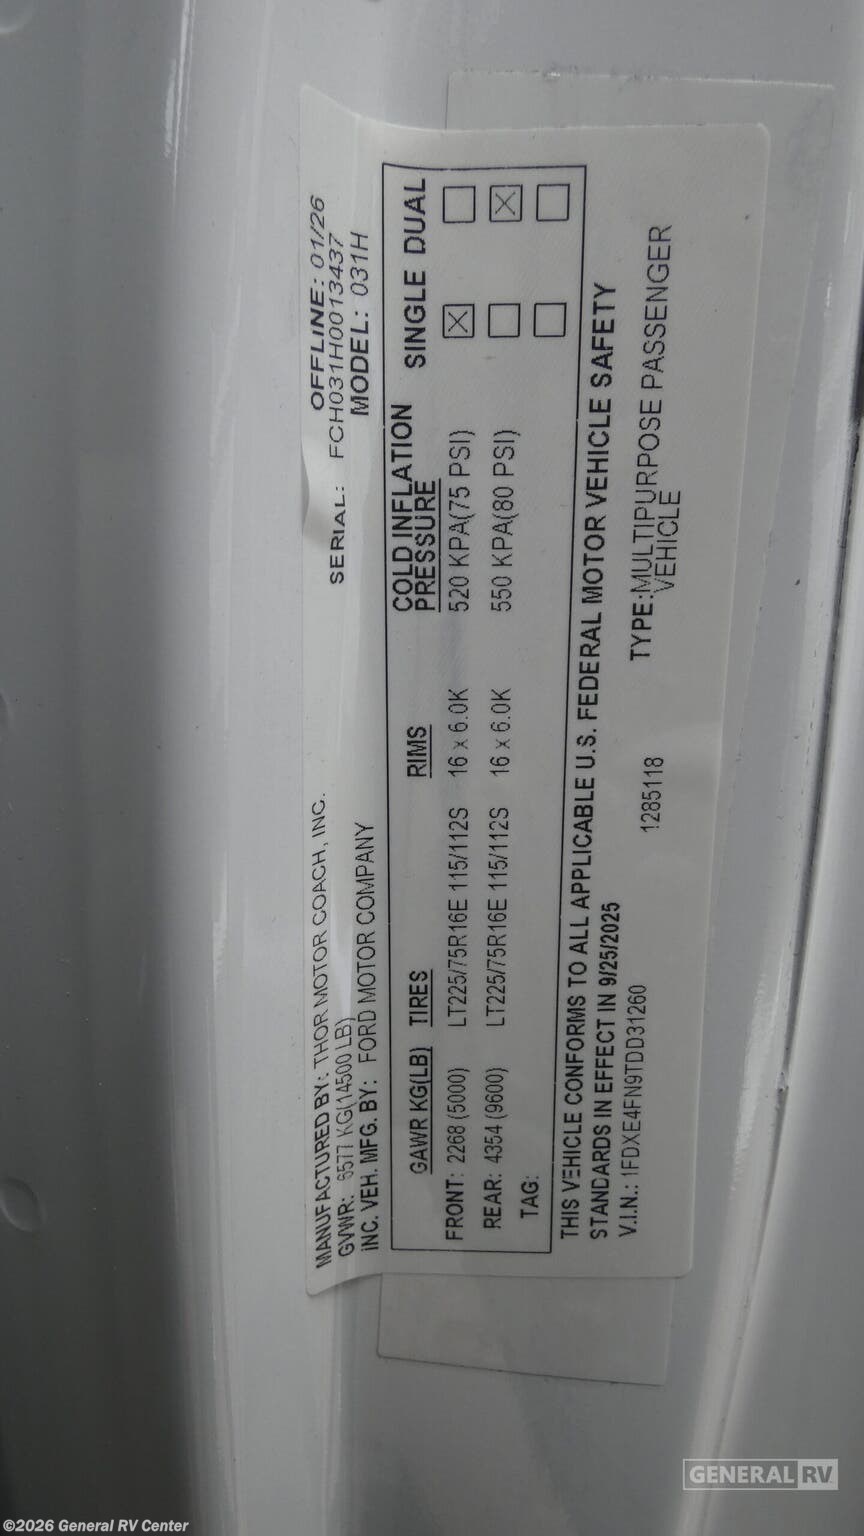 MANUFACTURED BY: THOR MOTOR COACH, INC. OFFLINE: 01/26
GVWR: 6577 KG(14500 LB) SERIAL: FCH031H0013437
INC. VEH. MFG. BY: FORD MOTOR COMPANY MODEL: 031H
GAWR KG(LB) TIRES RIMS COLD INFLATION PRESSURE SINGLE DUAL
FRONT: 2268 (5000) LT225/75R16E 115/112S 16 x 6.0K 520 KPA(75 PSI) ☒ ☐
REAR: 4354 (9600) LT225/75R16E 115/112S 16 x 6.0K 550 KPA(80 PSI) ☐ ☒
TAG: ☐ ☐
THIS VEHICLE CONFORMS TO ALL APPLICABLE U.S. FEDERAL MOTOR VEHICLE SAFETY
STANDARDS IN EFFECT IN 9/25/2025
V.I.N.: 1FDXE4FN9TDD31260 1285118 TYPE:MULTIPURPOSE PASSENGER
VEHICLE
GENERAL RV
©2026 General RV Center